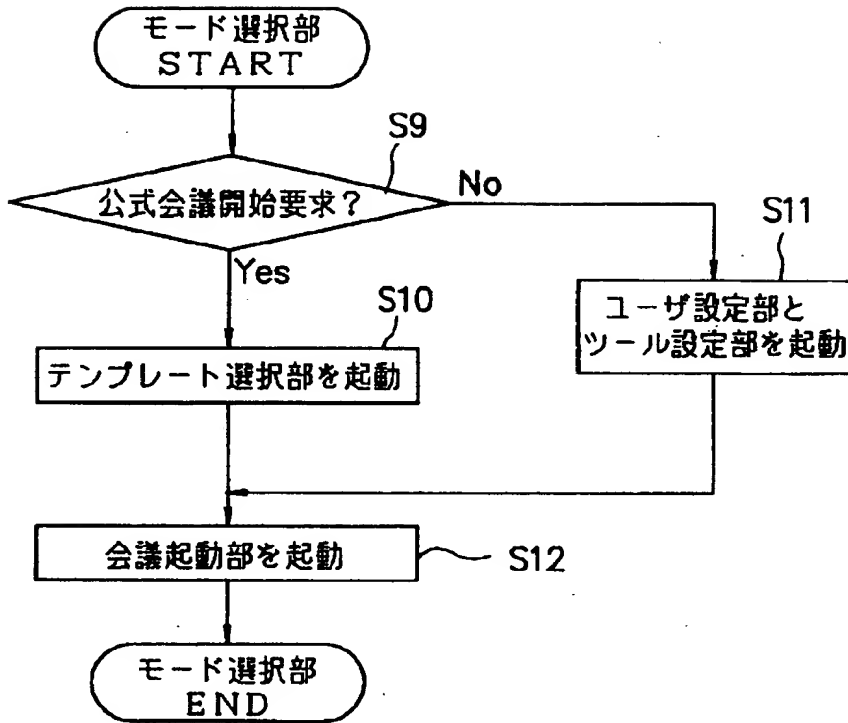 モード選択部
START
S9
公式会議開始要求?
No
Yes
S11
ユーザ設定部と
ツール設定部を起動
S10
テンプレート選択部を起動
会議起動部を起動
S12
モード選択部
END